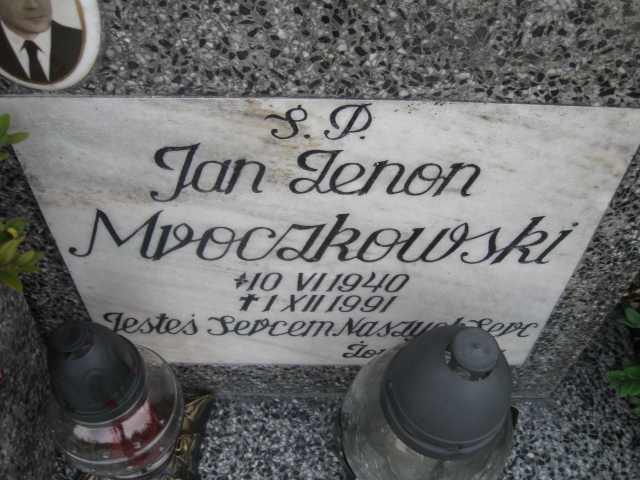 Ś.P.
Jan Zenon
Mroczkowski
*10 VI 1940
†1 XII 1991
Jesteś Sercem Naszych Serc